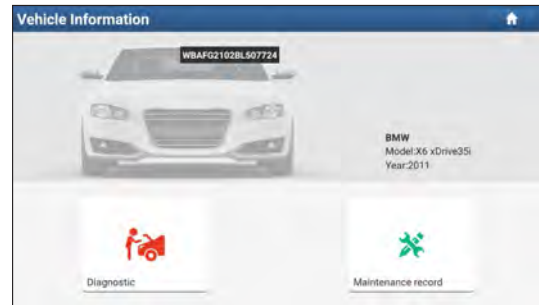 Vehicle Information
WBAFG2102BL507724
BMW
Model:X6 xDrive35i
Year:2011
Diagnostic
Maintenance record